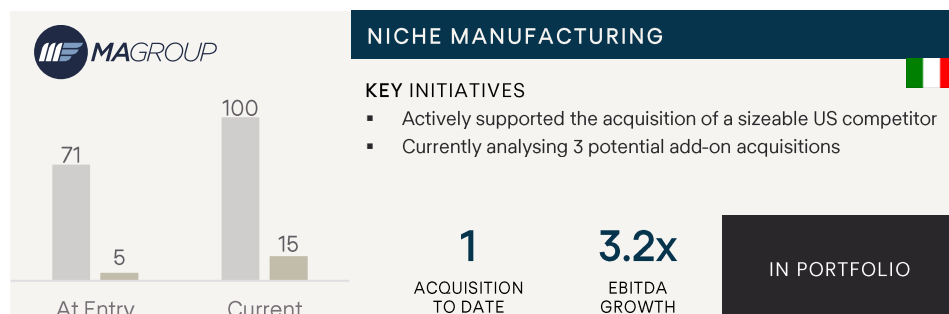 MAGROUP
100
71
15
5
At Entry
Current
NICHE MANUFACTURING
KEY INITIATIVES
▪ Actively supported the acquisition of a sizeable US competitor
▪ Currently analysing 3 potential add-on acquisitions
1
ACQUISITION
TO DATE
3.2x
EBITDA
GROWTH
IN PORTFOLIO